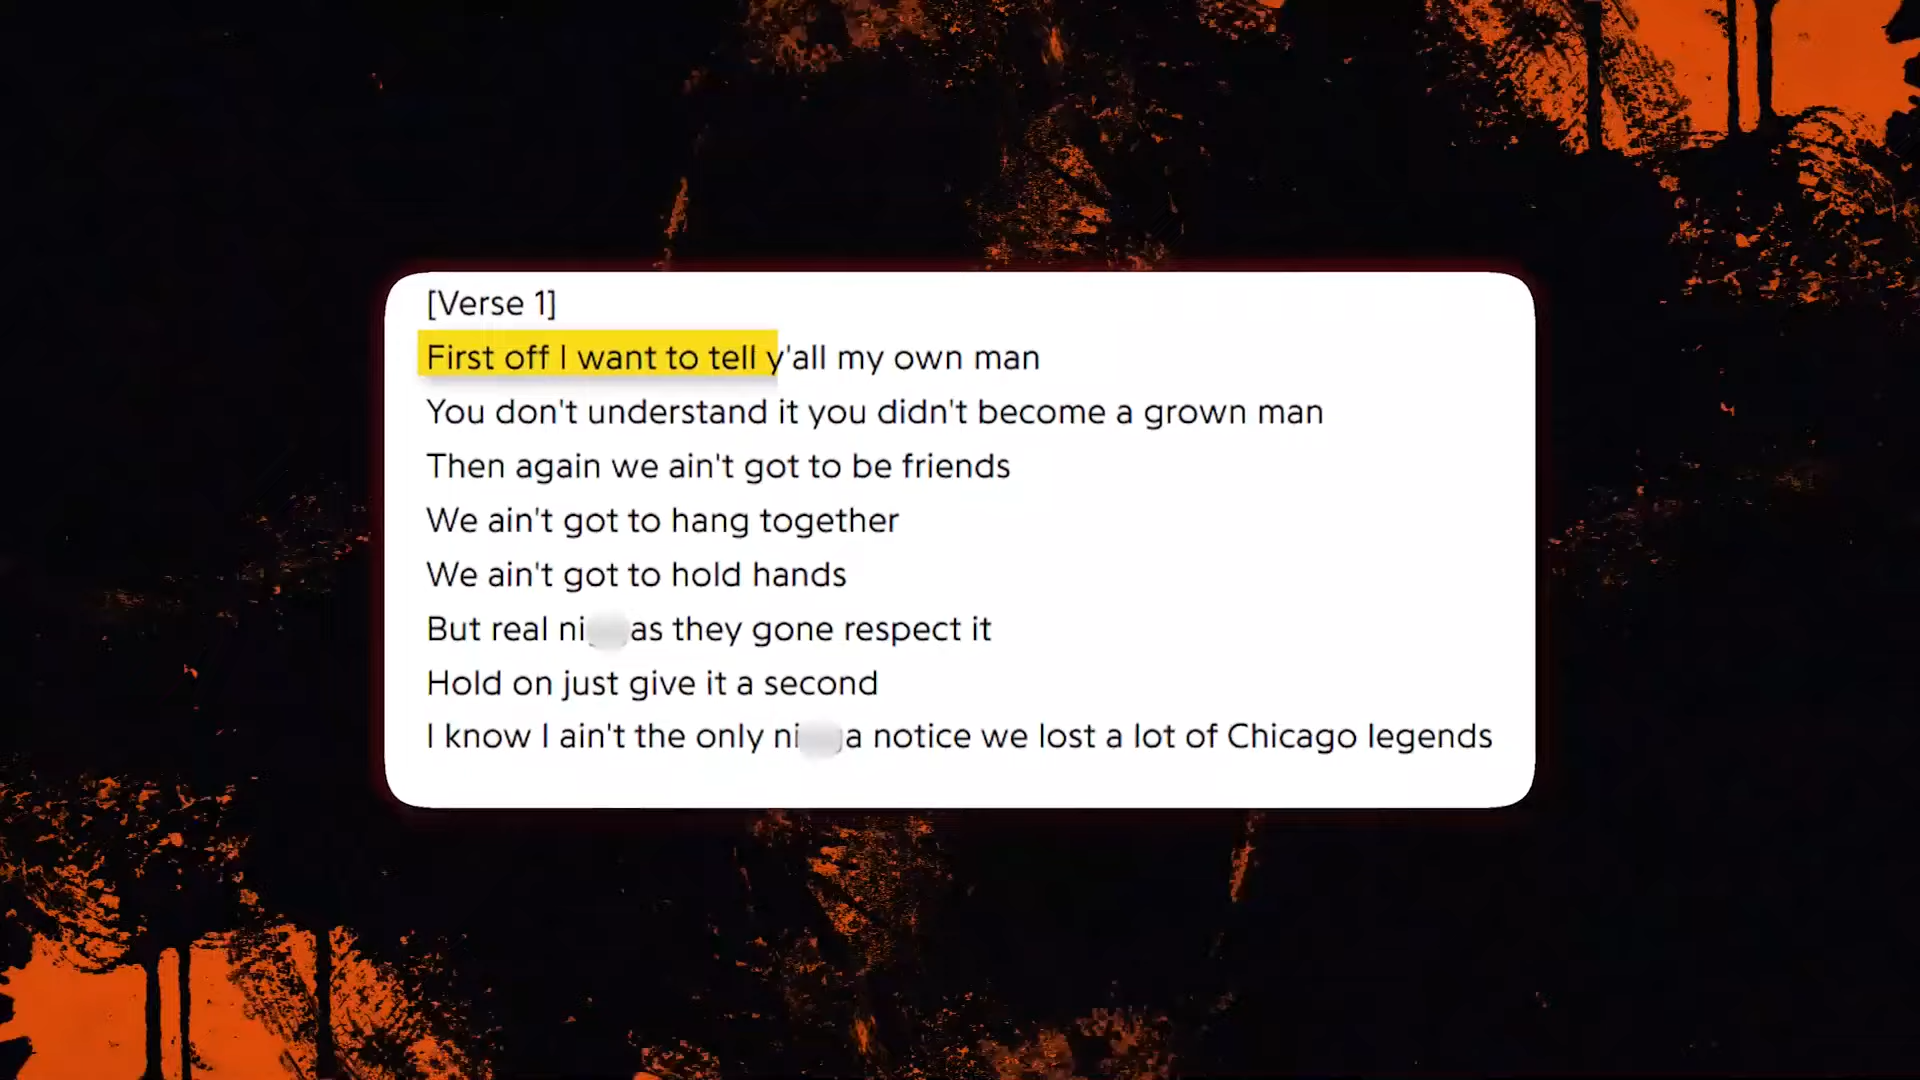 [Verse 1]
First off I want to tell y'all my own man
You don't understand it you didn't become a grown man
Then again we ain't got to be friends
We ain't got to hang together
We ain't got to hold hands
But real ni as they gone respect it
Hold on just give it a second
I know I ain't the only ni a notice we lost a lot of Chicago legends